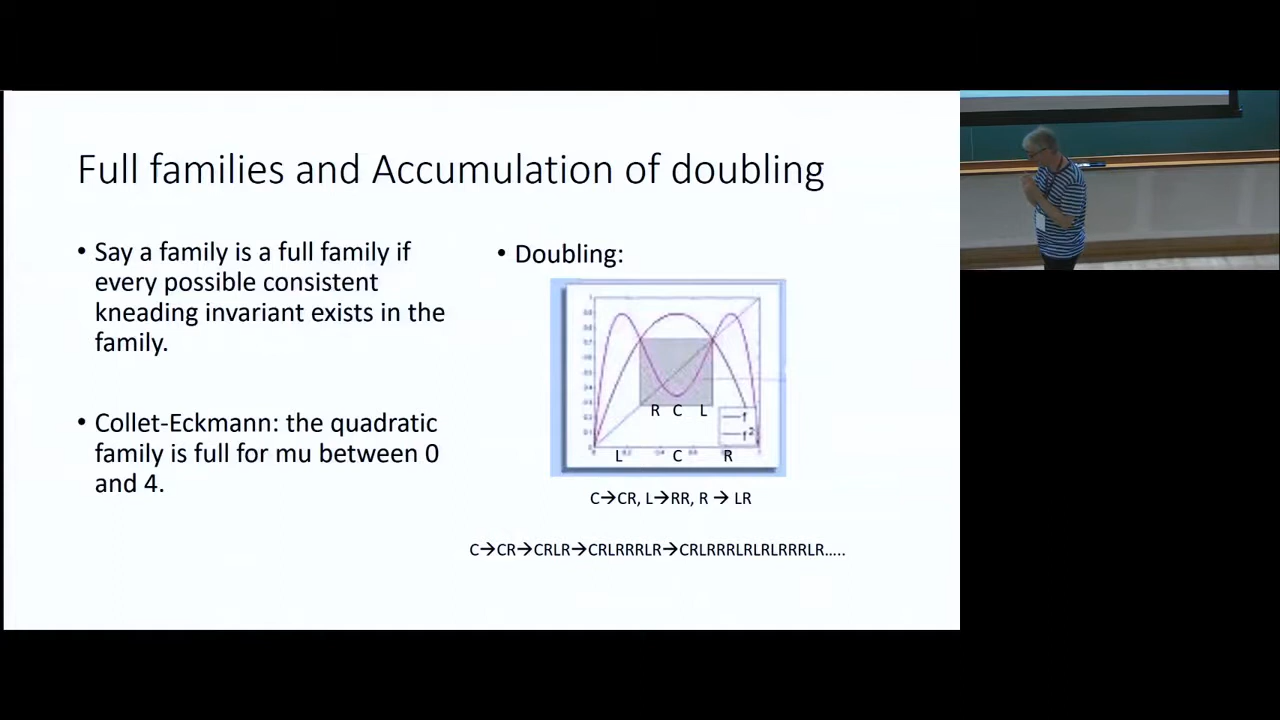 Full families and Accumulation of doubling
• Say a family is a full family if
every possible consistent
kneading invariant exists in the
family.
• Collet-Eckmann: the quadratic
family is full for mu between 0
and 4.
• Doubling:
R C L
f
f²
L C R
C→CR, L→RR, R → LR
C→CR→CRLR→CRLRRRLR→CRLRRRLRLRLRRRLR…..